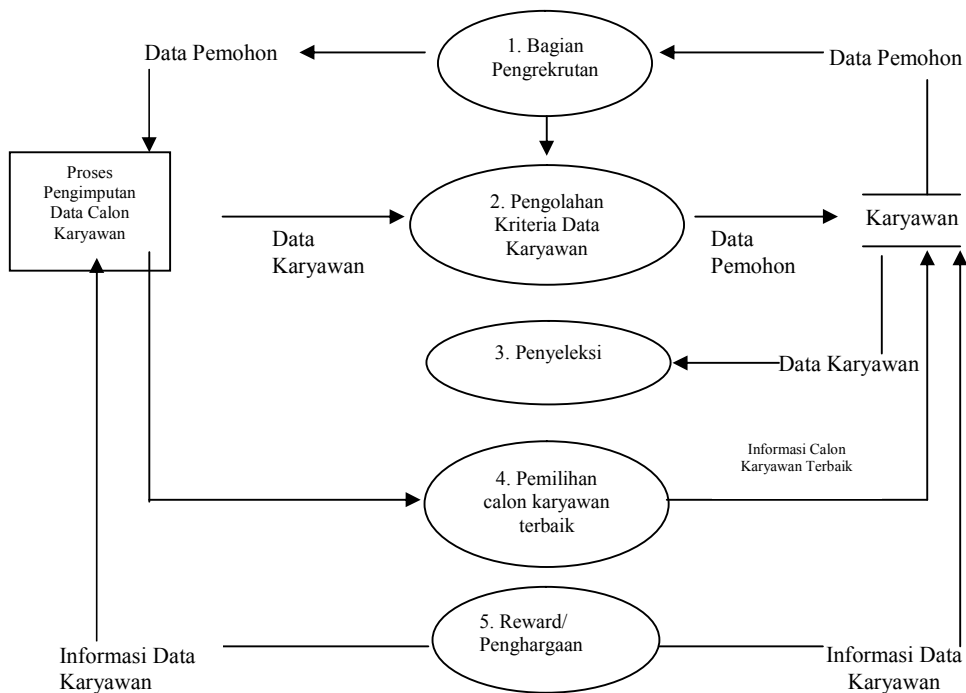 Data Pemohon
1. Bagian
Pengrekrutan
Data Pemohon
Proses
Pengimputan
Data Calon
Karyawan
2. Pengolahan
Kriteria Data
Karyawan
Karyawan
Data
Karyawan
Data
Pemohon
3. Penyeleksi
Data Karyawan
4. Pemilihan
calon karyawan
terbaik
Informasi Calon
Karyawan Terbaik
5. Reward/
Penghargaan
Informasi Data
Karyawan
Informasi Data
Karyawan